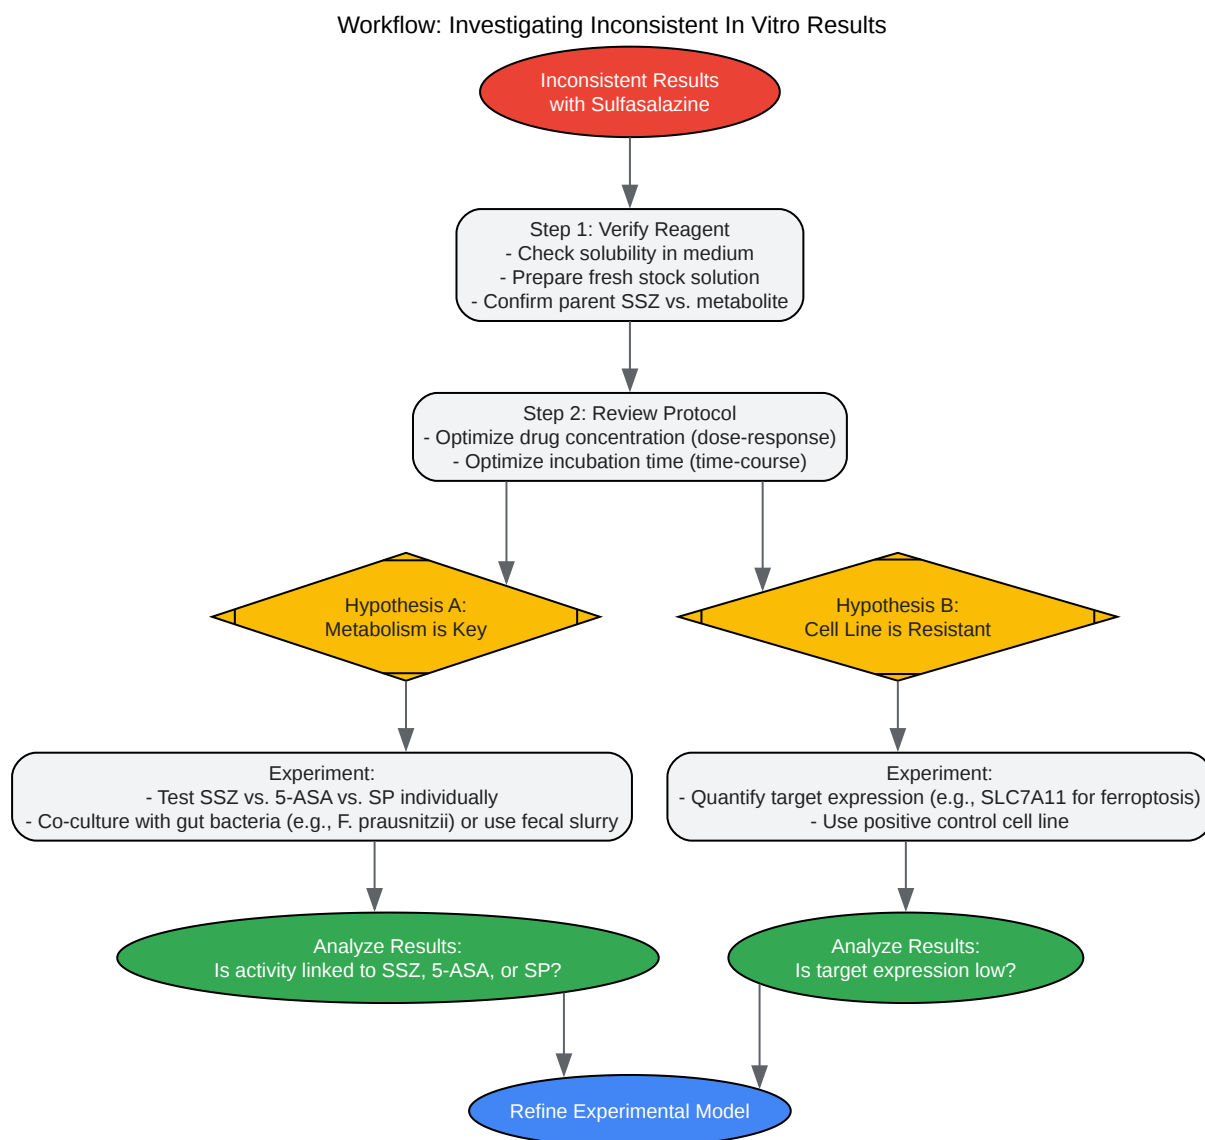 Workflow: Investigating Inconsistent In Vitro Results
Inconsistent Results
with Sulfasalazine
Step 1: Verify Reagent
- Check solubility in medium
- Prepare fresh stock solution
- Confirm parent SSZ vs. metabolite
Step 2: Review Protocol
- Optimize drug concentration (dose-response)
- Optimize incubation time (time-course)
Hypothesis A:
Metabolism is Key
Hypothesis B:
Cell Line is Resistant
Experiment:
- Test SSZ vs. 5-ASA vs. SP individually
- Co-culture with gut bacteria (e.g., F. prausnitzii) or use fecal slurry
Experiment:
- Quantify target expression (e.g., SLC7A11 for ferroptosis)
- Use positive control cell line
Analyze Results:
Is activity linked to SSZ, 5-ASA, or SP?
Analyze Results:
Is target expression low?
Refine Experimental Model